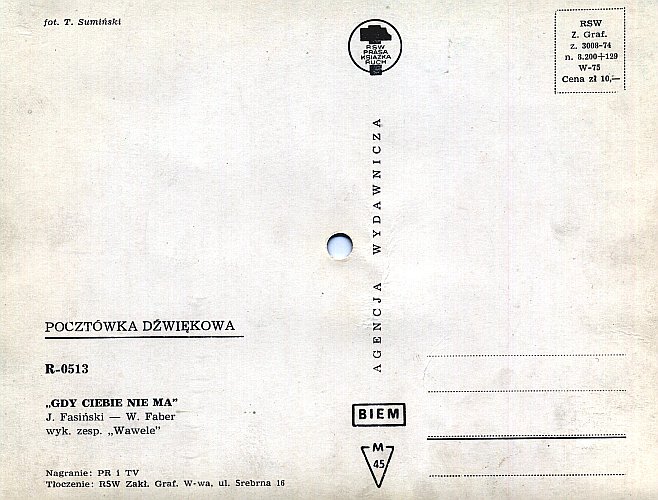 fot. T. Sumiński
RSW
PRASA
KSIĄŻKA
RUCH
RSW
Z. Graf.
z. 3008-74
n. 8.200+129
W-75
Cena zł 10,—
AGENCJA WYDAWNICZA
POCZTÓWKA DŹWIĘKOWA
R-0513
„GDY CIEBIE NIE MA”
J. Fasiński — W. Faber
wyk. zesp. „Wawele”
BIEM
M
45
Nagranie: PR i TV
Tłoczenie: RSW Zakł. Graf. W-wa, ul. Srebrna 16